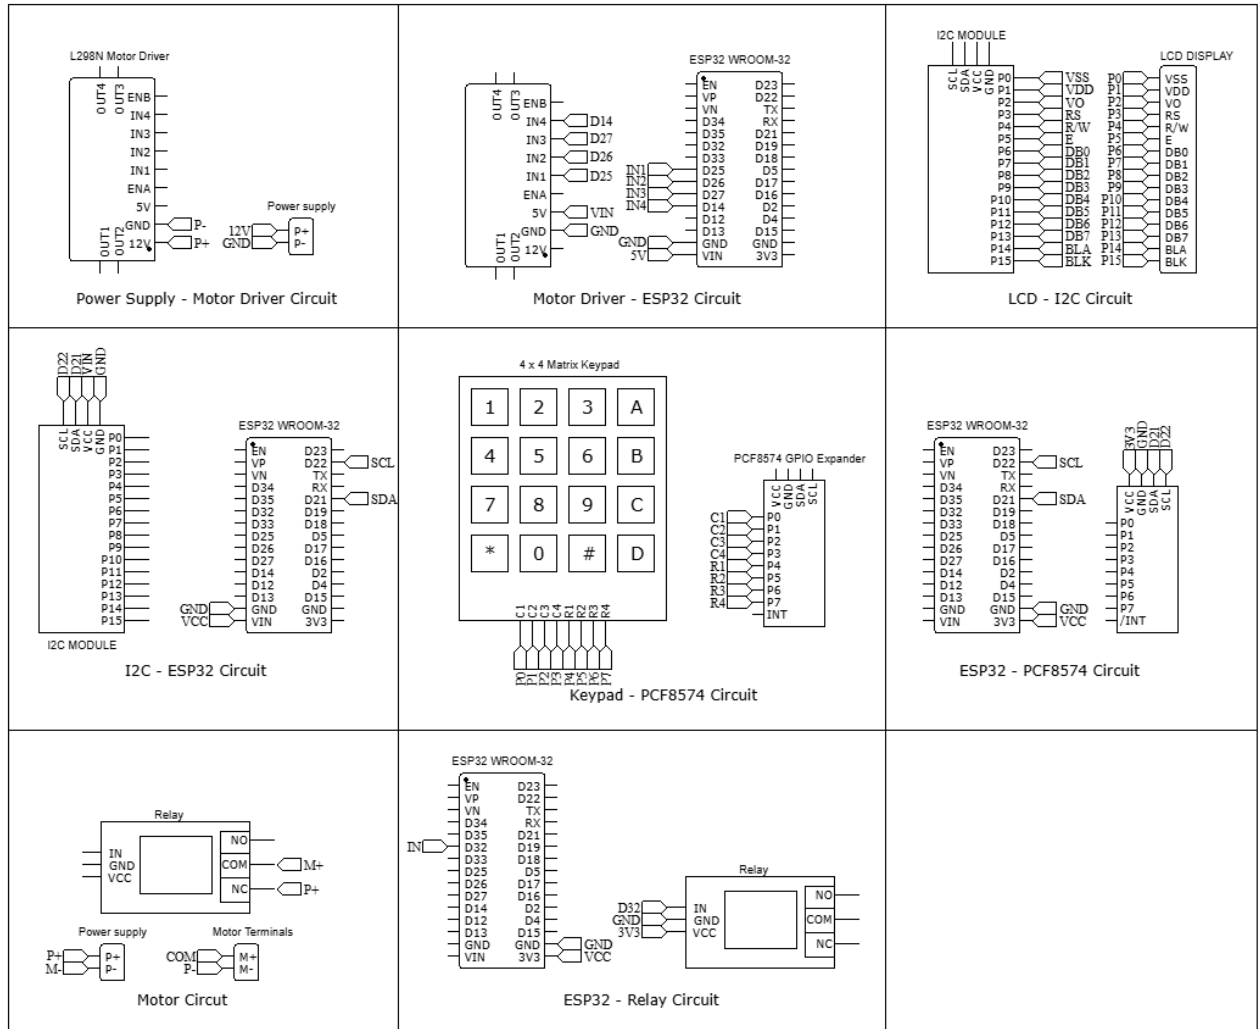 L298N Motor Driver
OUT4
OUT3
ENB
IN4
IN3
IN2
IN1
ENA
5V
GND P-
12V P+
OUT1
OUT2
Power supply
12V P+
GND P-
Power Supply - Motor Driver Circuit
ESP32 WROOM-32
OUT4
OUT3
ENB
IN4 D14
IN3 D27
IN2 D26
IN1 D25
ENA
5V VIN
GND GND
12V
OUT1
OUT2
EN D23
VP D22
VN TX
D34 RX
D35 D21
D32 D19
D33 D18
IN1 D25 D5
IN2 D26 D17
IN3 D27 D16
IN4 D14 D2
D12 D4
D13 D15
GND GND GND
5V VIN 3V3
Motor Driver - ESP32 Circuit
I2C MODULE
SCL
SDA
VCC
GND
LCD DISPLAY
P0 VSS P0 VSS
P1 VDD P1 VDD
P2 VO P2 VO
P3 RS P3 RS
P4 R/W P4 R/W
P5 E P5 E
P6 DB0 P6 DB0
P7 DB1 P7 DB1
P8 DB2 P8 DB2
P9 DB3 P9 DB3
P10 DB4 P10 DB4
P11 DB5 P11 DB5
P12 DB6 P12 DB6
P13 DB7 P13 DB7
P14 BLA P14 BLA
P15 BLK P15 BLK
LCD - I2C Circuit
D22
D21
VIN
GND
SCL
SDA
VCC
GND
P0
P1
P2
P3
P4
P5
P6
P7
P8
P9
P10
P11
P12
P13
P14
P15
I2C MODULE
ESP32 WROOM-32
EN D23
VP D22 SCL
VN TX
D34 RX
D35 D21 SDA
D32 D19
D33 D18
D25 D5
D26 D17
D27 D16
D14 D2
D12 D4
D13 D15
GND GND GND
VCC VIN 3V3
I2C - ESP32 Circuit
4 x 4 Matrix Keypad
1 2 3 A
4 5 6 B
7 8 9 C
* 0 # D
C1 C2 C3 C4 R1 R2 R3 R4
P0 P1 P2 P3 P4 P5 P6 P7
PCF8574 GPIO Expander
VCC
GND
SDA
SCL
C1 P0
C2 P1
C3 P2
C4 P3
R1 P4
R2 P5
R3 P6
R4 P7
INT
Keypad - PCF8574 Circuit
ESP32 WROOM-32
EN D23
VP D22 SCL
VN TX
D34 RX
D35 D21 SDA
D32 D19
D33 D18
D25 D5
D26 D17
D27 D16
D14 D2
D12 D4
D13 D15
GND GND GND
VIN 3V3 VCC
3V3
GND
D21
D22
VCC
GND
SDA
SCL
P0
P1
P2
P3
P4
P5
P6
P7
/INT
ESP32 - PCF8574 Circuit
Relay
IN
GND
VCC
NO
COM M+
NC P+
Power supply
P+ P+
M- P-
Motor Terminals
COM M+
P- M-
Motor Circut
ESP32 WROOM-32
EN D23
VP D22
VN TX
D34 RX
D35 D21
IN D32 D19
D33 D18
D25 D5
D26 D17
D27 D16
D14 D2
D12 D4
D13 D15
GND GND GND
VIN 3V3 VCC
Relay
D32 IN
GND GND
3V3 VCC
NO
COM
NC
ESP32 - Relay Circuit